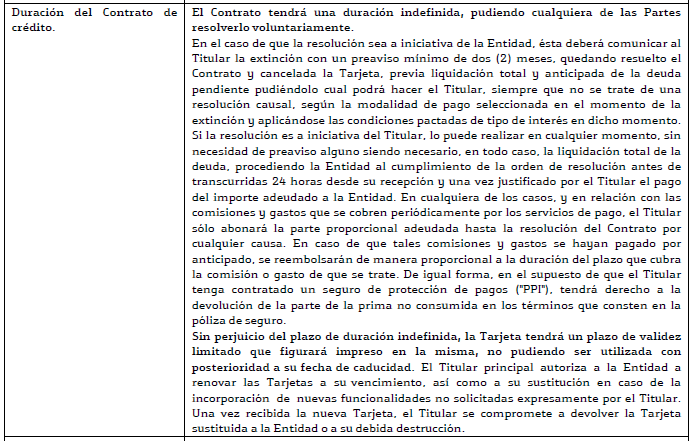 Duración del Contrato de
crédito.
El Contrato tendrá una duración indefinida, pudiendo cualquiera de las Partes
resolverlo voluntariamente.
En el caso de que la resolución sea a iniciativa de la Entidad, ésta deberá comunicar al
Titular la extinción con un preaviso mínimo de dos (2) meses, quedando resuelto el
Contrato y cancelada la Tarjeta, previa liquidación total y anticipada de la deuda
pendiente pudiéndolo cual podrá hacer el Titular, siempre que no se trate de una
resolución causal, según la modalidad de pago seleccionada en el momento de la
extinción y aplicándose las condiciones pactadas de tipo de interés en dicho momento.
Si la resolución es a iniciativa del Titular, lo puede realizar en cualquier momento, sin
necesidad de preaviso alguno siendo necesario, en todo caso, la liquidación total de la
deuda, procediendo la Entidad al cumplimiento de la orden de resolución antes de
transcurridas 24 horas desde su recepción y una vez justificado por el Titular el pago
del importe adeudado a la Entidad. En cualquiera de los casos, y en relación con las
comisiones y gastos que se cobren periódicamente por los servicios de pago, el Titular
sólo abonará la parte proporcional adeudada hasta la resolución del Contrato por
cualquier causa. En caso de que tales comisiones y gastos se hayan pagado por
anticipado, se reembolsarán de manera proporcional a la duración del plazo que cubra
la comisión o gasto de que se trate. De igual forma, en el supuesto de que el Titular
tenga contratado un seguro de protección de pagos ("PPI"), tendrá derecho a la
devolución de la parte de la prima no consumida en los términos que consten en la
póliza de seguro.
Sin perjuicio del plazo de duración indefinida, la Tarjeta tendrá un plazo de validez
limitado que figurará impreso en la misma, no pudiendo ser utilizada con
posterioridad a su fecha de caducidad. El Titular principal autoriza a la Entidad a
renovar las Tarjetas a su vencimiento, así como a su sustitución en caso de la
incorporación de nuevas funcionalidades no solicitadas expresamente por el Titular.
Una vez recibida la nueva Tarjeta, el Titular se compromete a devolver la Tarjeta
sustituida a la Entidad o a su debida destrucción.